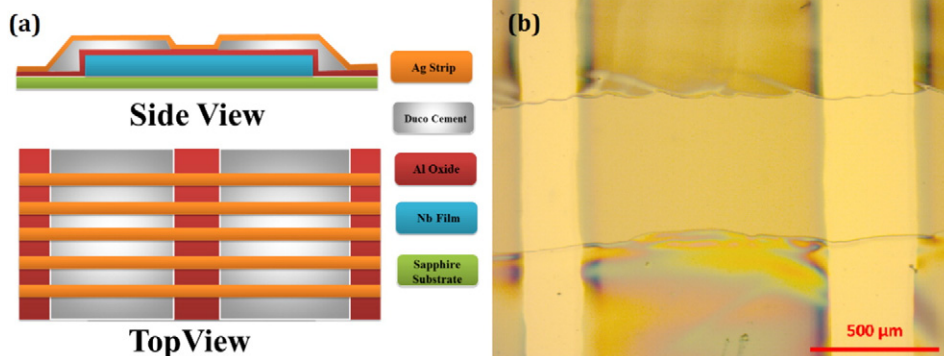 (a)
Side View
TopView
Ag Strip
Duco Cement
Al Oxide
Nb Film
Sapphire
Substrate
(b)
500 μm